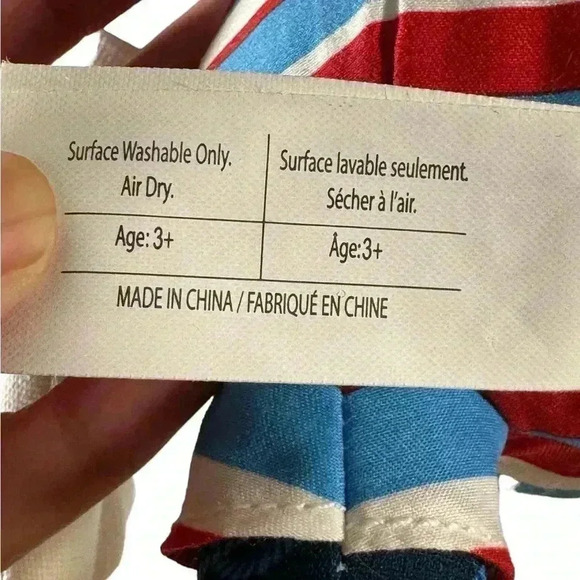 Surface Washable Only.
Air Dry.
Surface lavable seulement.
Sécher à l'air.
Age: 3+
Âge: 3+
MADE IN CHINA / FABRIQUÉ EN CHINE